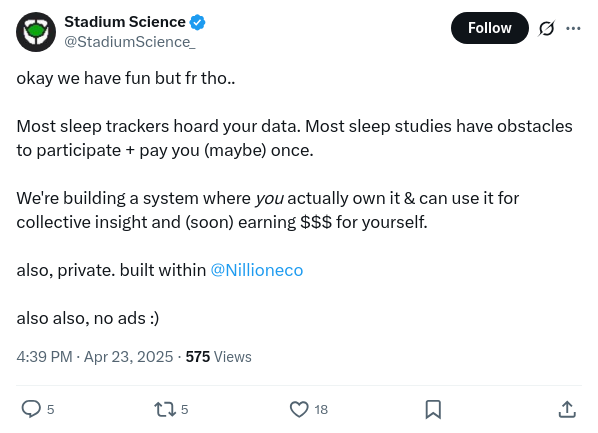 Stadium Science
@StadiumScience_
Follow
okay we have fun but fr tho..
Most sleep trackers hoard your data. Most sleep studies have obstacles
to participate + pay you (maybe) once.
We're building a system where you actually own it & can use it for
collective insight and (soon) earning $$$ for yourself.
also, private. built within @Nillioneco
also also, no ads :)
4:39 PM · Apr 23, 2025 · 575 Views
5 5 18